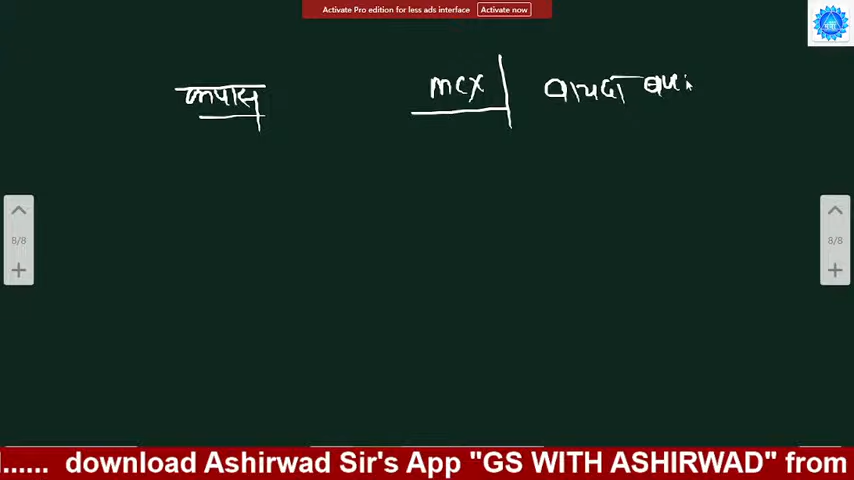 Activate Pro edition for less ads interface Activate now
कपास MCX वायदा
8/8 8/8
l...... download Ashirwad Sir's App "GS WITH ASHIRWAD" from